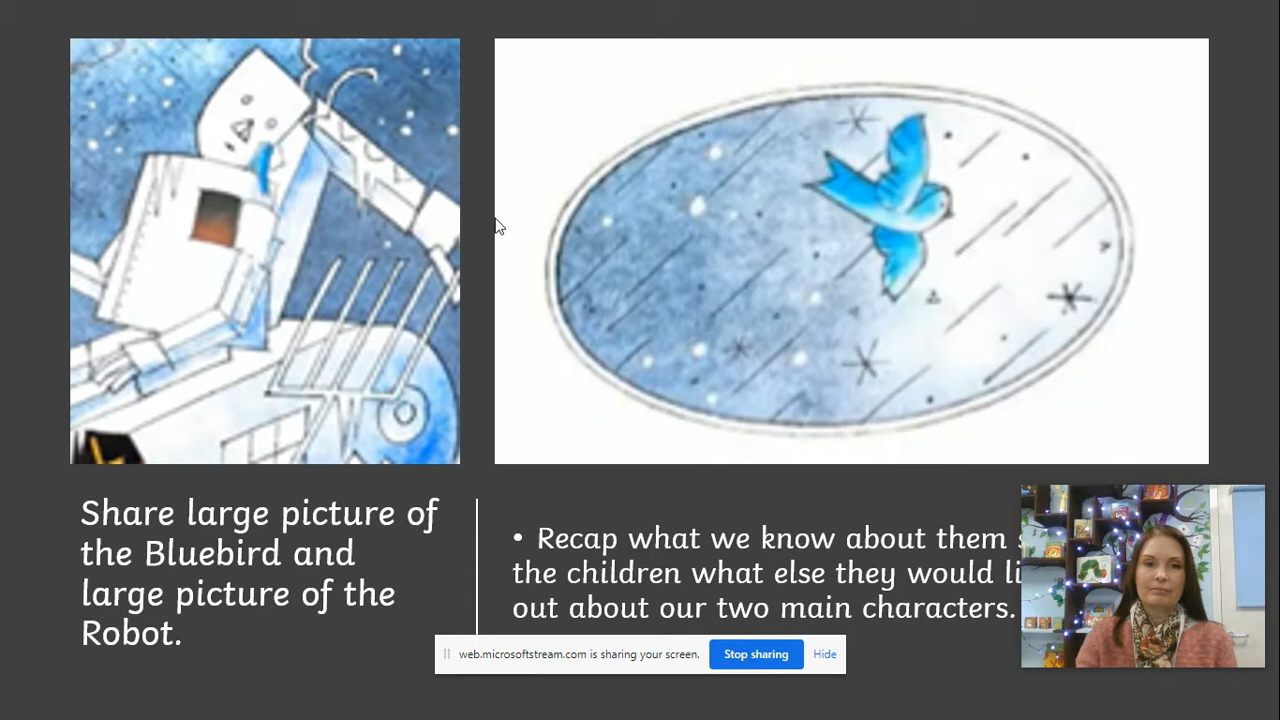 Share large picture of
the Bluebird and
large picture of the
Robot.
• Recap what we know about them
the children what else they would
out about our two main characters.
web.microsoftstream.com is sharing your screen.
Stop sharing
Hide